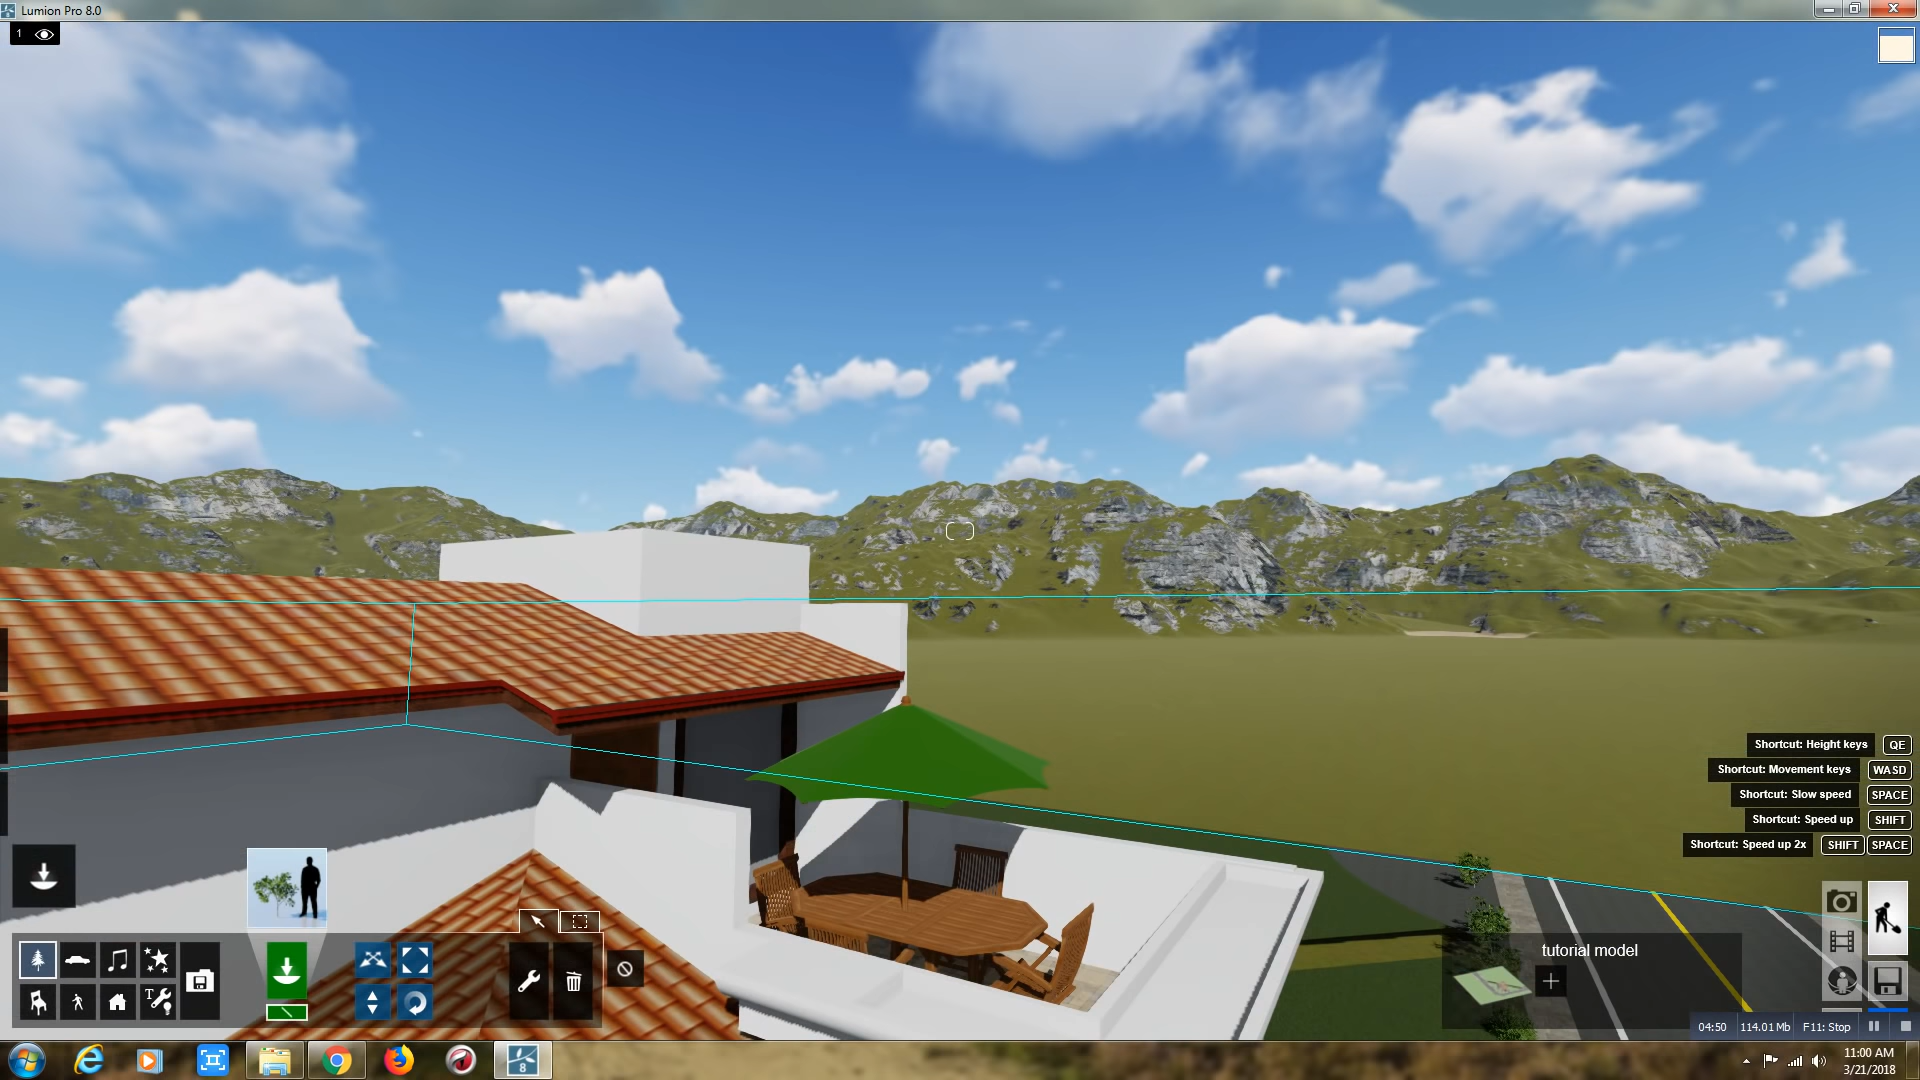 Lumion Pro 8.0
1
Shortcut: Height keys QE
Shortcut: Movement keys WASD
Shortcut: Slow speed SPACE
Shortcut: Speed up SHIFT
Shortcut: Speed up 2x SHIFT SPACE
tutorial model
T
04:50 114.01 Mb F11: Stop
8
11:00 AM
3/21/2018